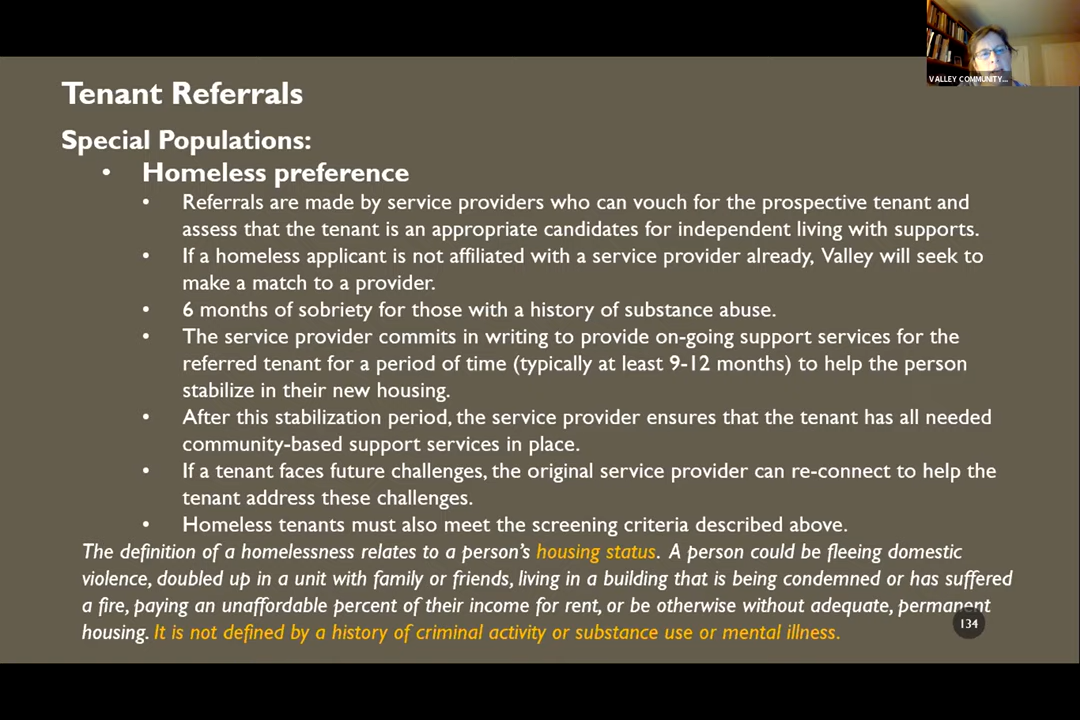 VALLEY COMMUNITY...
Tenant Referrals
Special Populations:
• Homeless preference
• Referrals are made by service providers who can vouch for the prospective tenant and
assess that the tenant is an appropriate candidates for independent living with supports.
• If a homeless applicant is not affiliated with a service provider already, Valley will seek to
make a match to a provider.
• 6 months of sobriety for those with a history of substance abuse.
• The service provider commits in writing to provide on-going support services for the
referred tenant for a period of time (typically at least 9-12 months) to help the person
stabilize in their new housing.
• After this stabilization period, the service provider ensures that the tenant has all needed
community-based support services in place.
• If a tenant faces future challenges, the original service provider can re-connect to help the
tenant address these challenges.
• Homeless tenants must also meet the screening criteria described above.
The definition of a homelessness relates to a person's housing status. A person could be fleeing domestic
violence, doubled up in a unit with family or friends, living in a building that is being condemned or has suffered
a fire, paying an unaffordable percent of their income for rent, or be otherwise without adequate, permanent
housing. It is not defined by a history of criminal activity or substance use or mental illness.
134